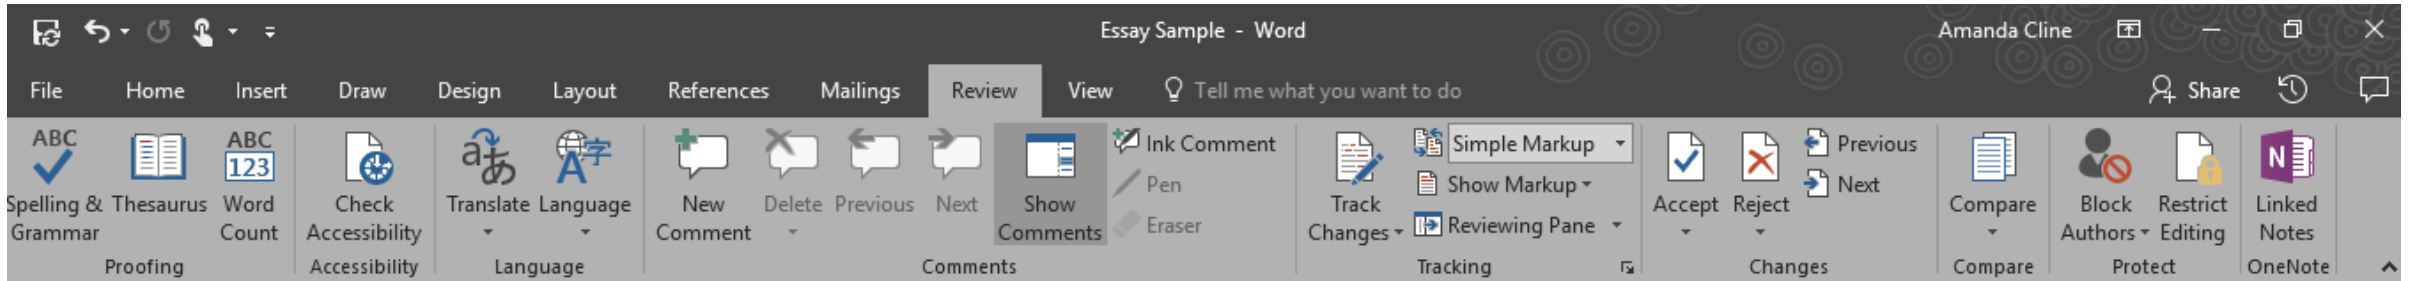 Essay Sample - Word
Amanda Cline
File Home Insert Draw Design Layout References Mailings Review View Tell me what you want to do Share
ABC
Spelling &
Grammar
Thesaurus
ABC
123
Word
Count
Proofing
Check
Accessibility
Accessibility
Translate
Language
Language
New
Comment
Delete
Previous
Next
Show
Comments
Ink Comment
Pen
Eraser
Comments
Track
Changes
Simple Markup
Show Markup
Reviewing Pane
Tracking
Accept
Reject
Previous
Next
Changes
Compare
Compare
Block
Authors
Restrict
Editing
Protect
N
Linked
Notes
OneNote